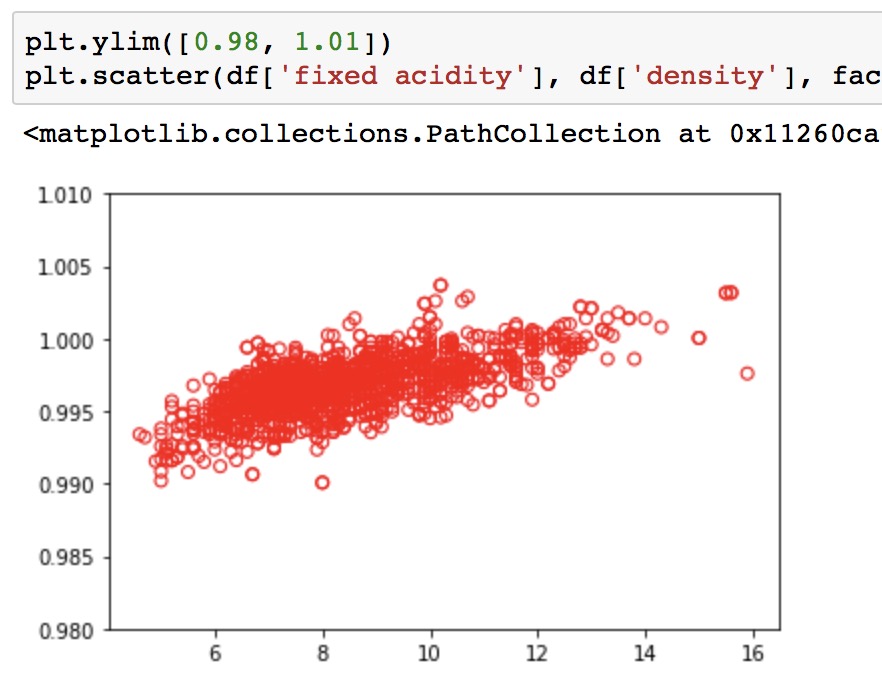 plt.ylim([0.98, 1.01])
plt.scatter(df['fixed acidity'], df['density'], fac
<matplotlib.collections.PathCollection at 0x11260ca
1.010
1.005
1.000
0.995
0.990
0.985
0.980
6 8 10 12 14 16